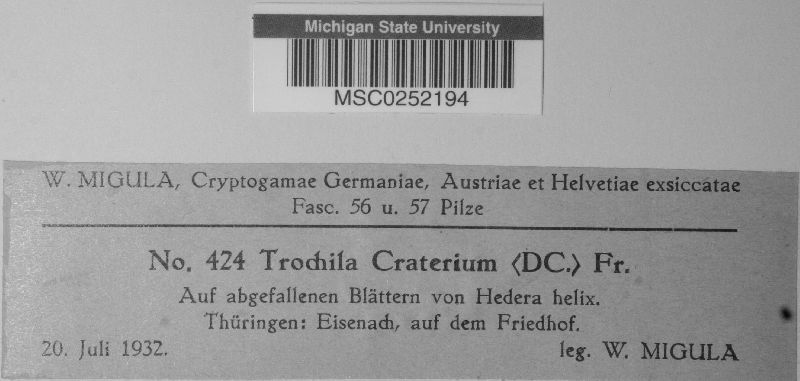 Michigan State University
MSC0252194
W. MIGULA, Cryptogamae Germaniae, Austriae et Helvetiae exsiccatae
Fasc. 56 u. 57 Pilze
No. 424 Trochila Craterium (DC.) Fr.
Auf abgefallenen Blättern von Hedera helix.
Thüringen: Eisenach, auf dem Friedhof.
20. Juli 1932. leg. W. MIGULA